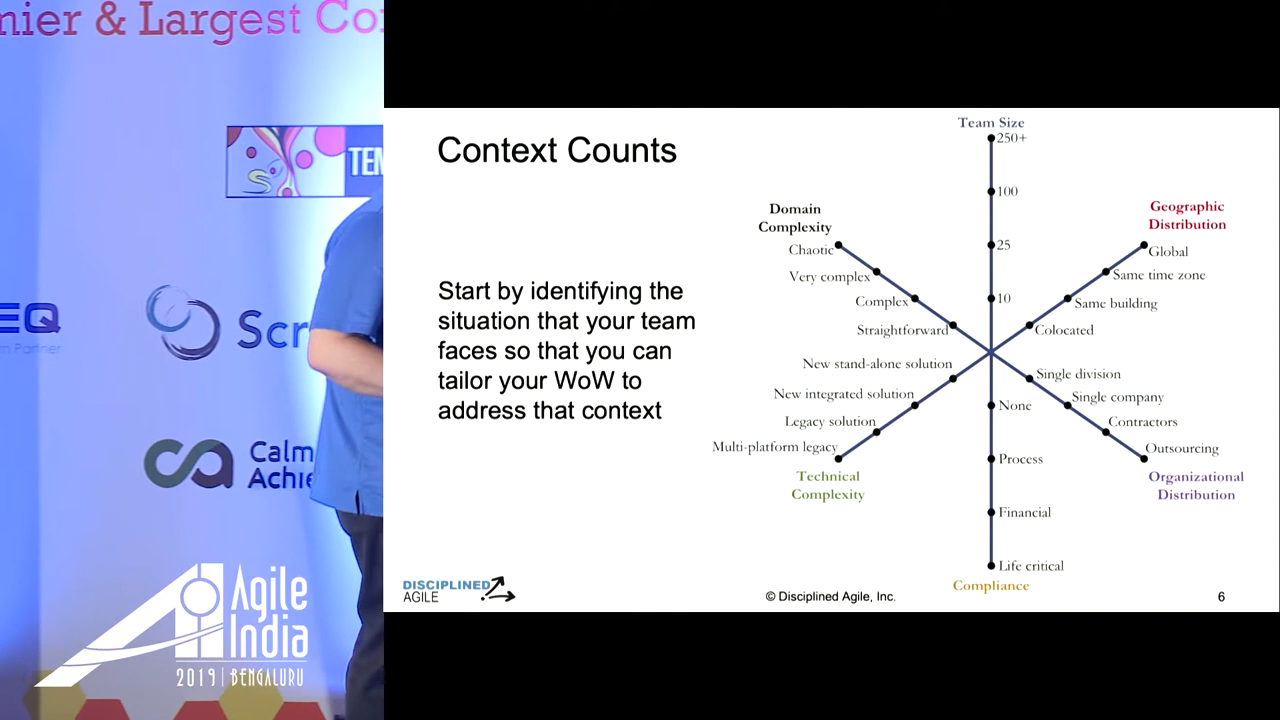 & Largest
TEM
EQ
Scr
Calm
Achie
Agile
India
2019 | BENGALURU
Context Counts
Start by identifying the
situation that your team
faces so that you can
tailor your WoW to
address that context
Team Size
250+
100
25
10
Domain
Complexity
Chaotic
Very complex
Complex
Straightforward
Geographic
Distribution
Global
Same time zone
Same building
Colocated
New stand-alone solution
New integrated solution
Legacy solution
Multi-platform legacy
Technical
Complexity
Single division
Single company
Contractors
Outsourcing
Organizational
Distribution
None
Process
Financial
Life critical
Compliance
DISCIPLINED
AGILE
© Disciplined Agile, Inc.
6